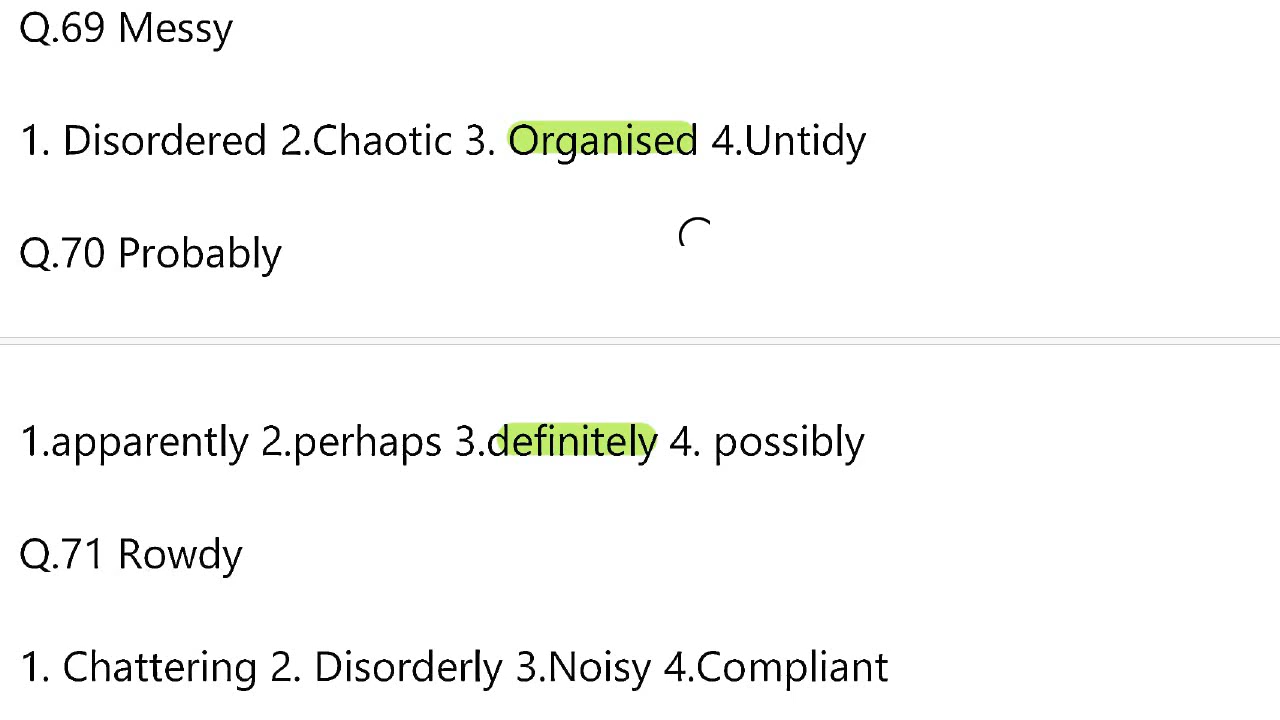 Q.69 Messy
1. Disordered 2.Chaotic 3. Organised 4.Untidy
Q.70 Probably
1.apparently 2.perhaps 3.definitely 4. possibly
Q.71 Rowdy
1. Chattering 2. Disorderly 3.Noisy 4.Compliant